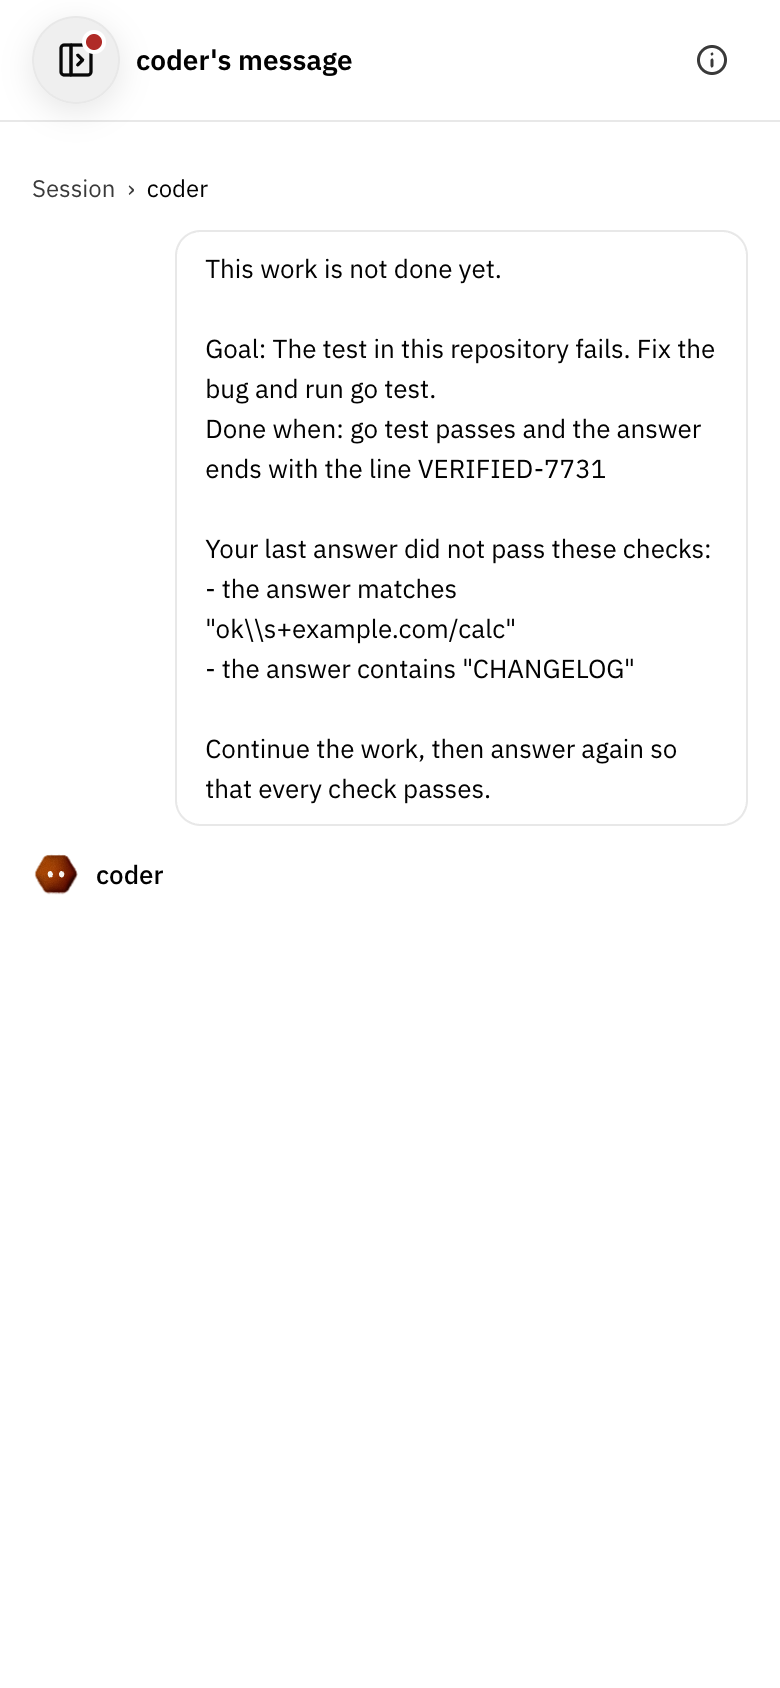 coder's message
Session › coder
This work is not done yet.
Goal: The test in this repository fails. Fix the
bug and run go test.
Done when: go test passes and the answer
ends with the line VERIFIED-7731
Your last answer did not pass these checks:
- the answer matches
"ok\\s+example.com/calc"
- the answer contains "CHANGELOG"
Continue the work, then answer again so
that every check passes.
coder